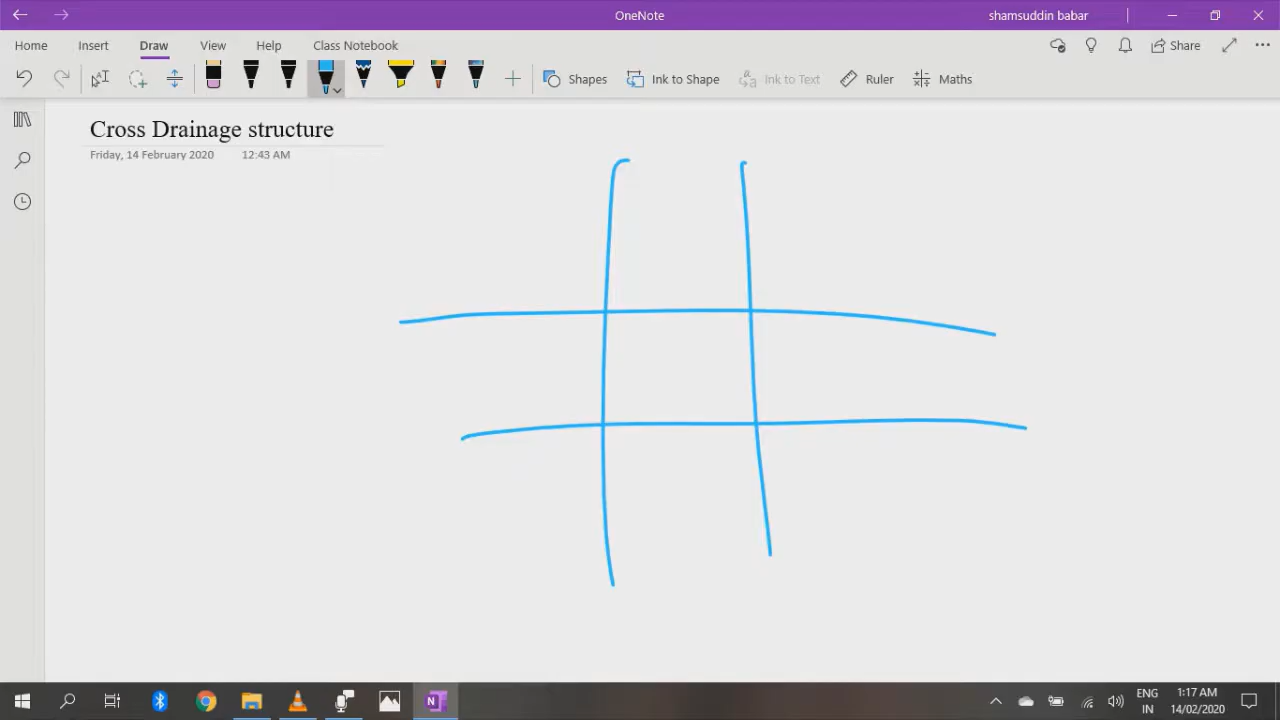 OneNote
shamsuddin babar
Home Insert Draw View Help Class Notebook
Share
Shapes Ink to Shape Ink to Text Ruler Maths
Cross Drainage structure
Friday, 14 February 2020 12:43 AM
ENG 1:17 AM
IN 14/02/2020